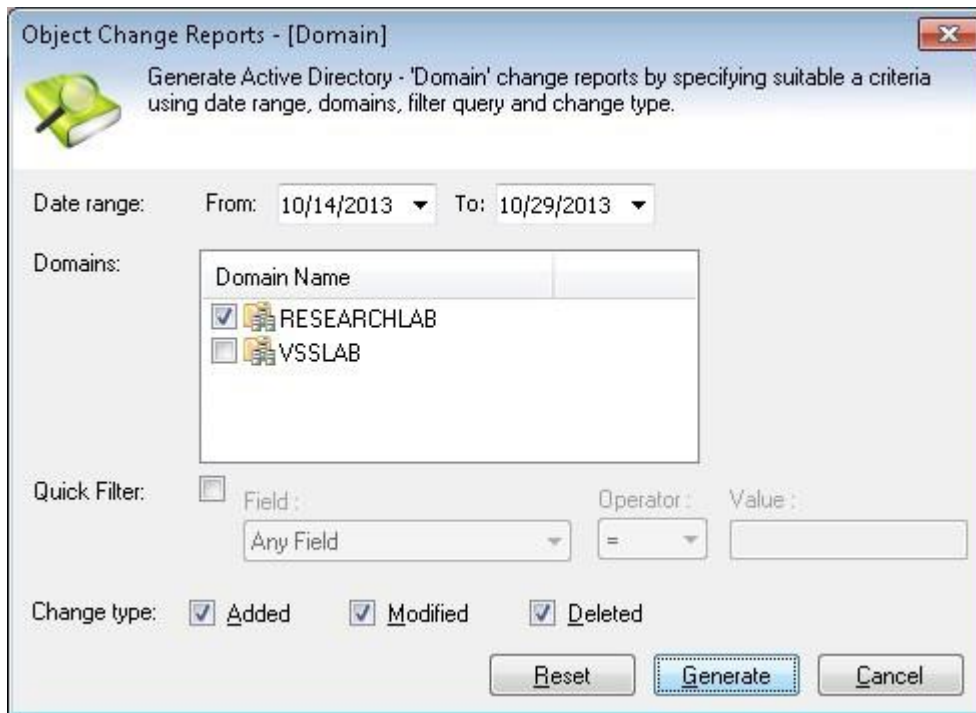 Object Change Reports - [Domain]
Generate Active Directory - 'Domain' change reports by specifying suitable a criteria
using date range, domains, filter query and change type.
Date range: From: 10/14/2013 To: 10/29/2013
Domains:
Domain Name
RESEARCHLAB
VSSLAB
Quick Filter:
Field : Operator : Value :
Any Field =
Change type: Added Modified Deleted
Reset Generate Cancel